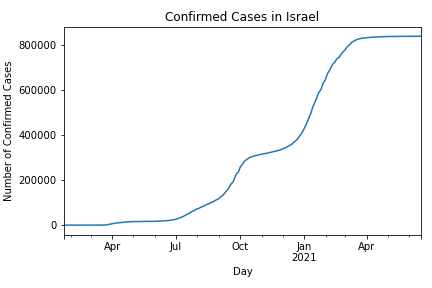 Confirmed Cases in Israel
Number of Confirmed Cases
800000
600000
400000
200000
0
Apr
Jul
Oct
Jan
2021
Apr
Day